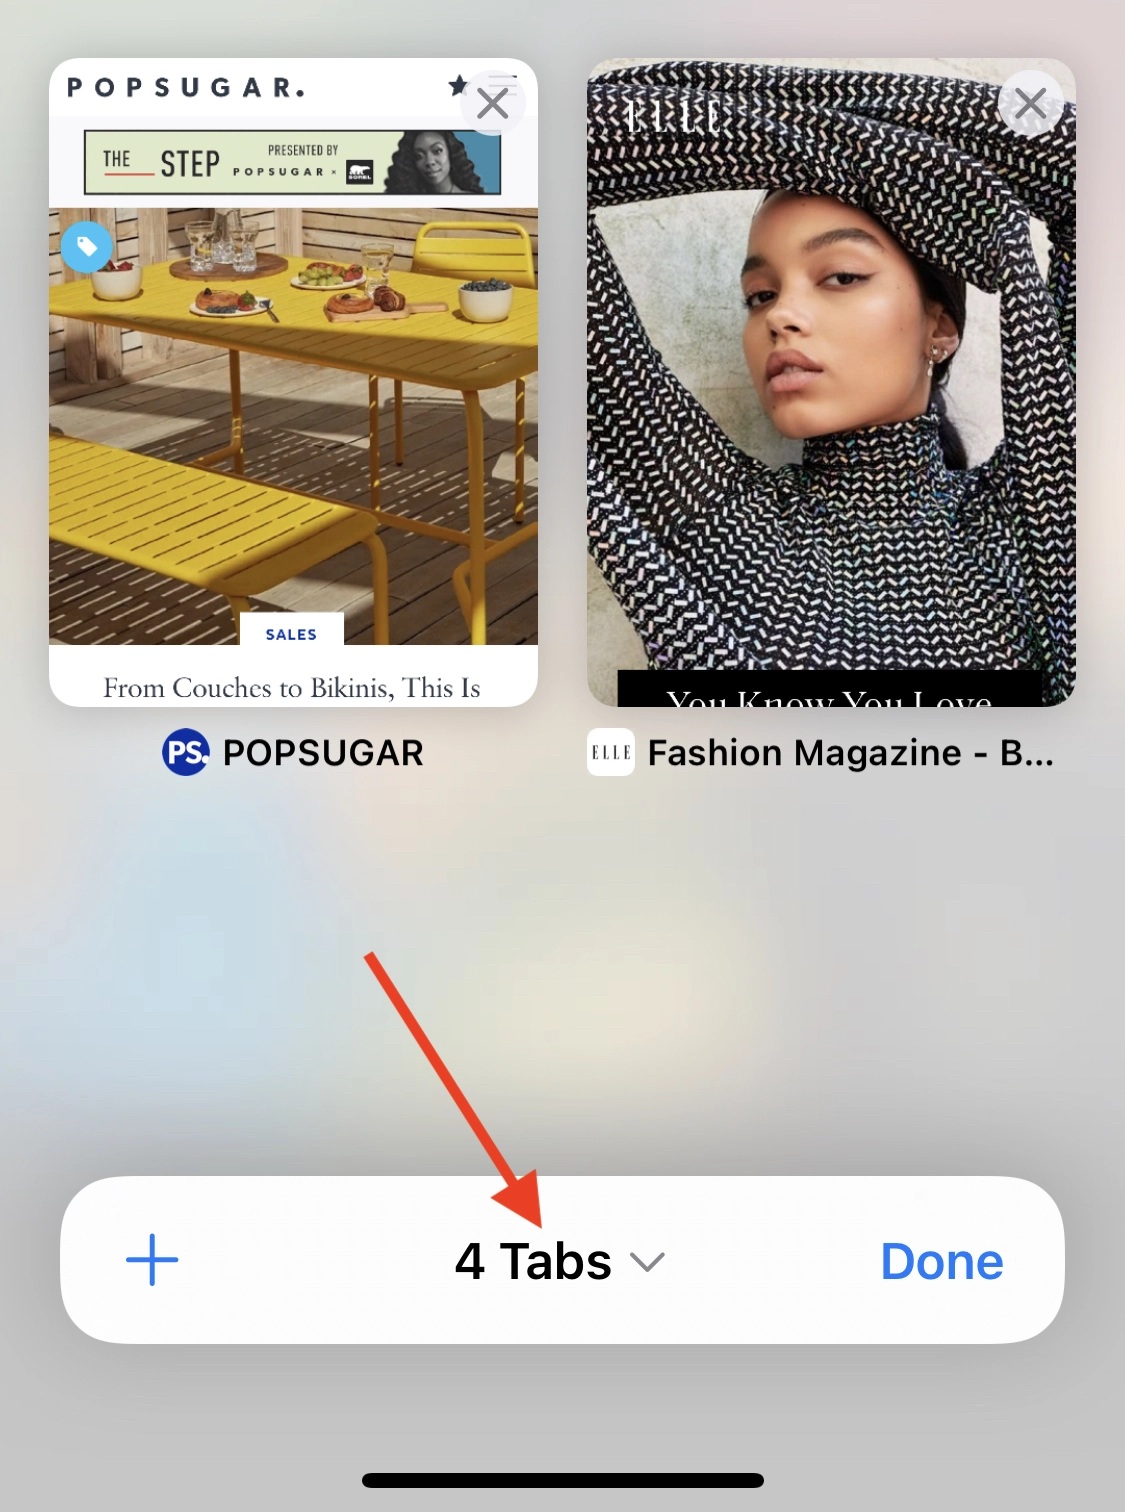 POPSUGAR.
THE STEP
PRESENTED BY
POPSUGAR × SOREL
SALES
From Couches to Bikinis, This Is
PS. POPSUGAR
ELLE
You Know You Love
ELLE Fashion Magazine - B...
4 Tabs
Done